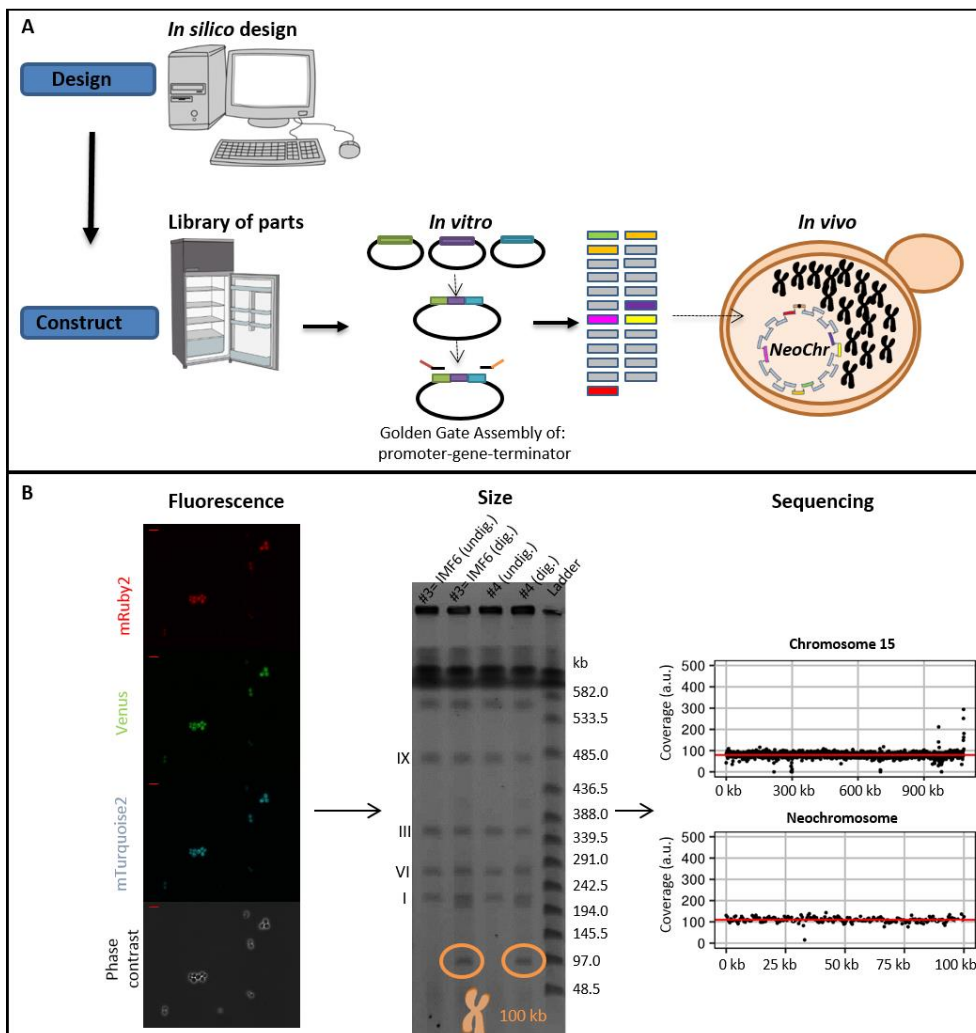 A
In silico design
Design
Library of parts
In vitro
In vivo
Construct
NeoChr
Golden Gate Assembly of:
promoter-gene-terminator
B
Fluorescence
Size
Sequencing
mRuby2
Venus
mTurquoise2
Phase
contrast
#3= IMF6 (undig.)
#3= IMF6 (dig.)
#4 (undig.)
#4 (dig.)
Ladder
kb
582.0
533.5
485.0
436.5
388.0
339.5
291.0
242.5
194.0
145.5
97.0
48.5
IX
III
VI
I
100 kb
Chromosome 15
Coverage (a.u.)
500
400
300
200
100
0
0 kb 300 kb 600 kb 900 kb
Neochromosome
Coverage (a.u.)
500
400
300
200
100
0
0 kb 25 kb 50 kb 75 kb 100 kb